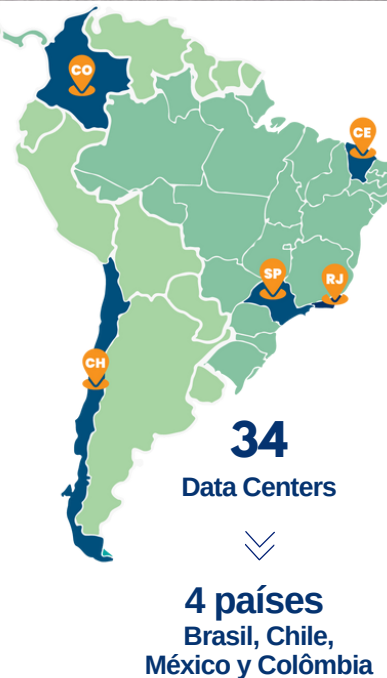 CO
CE
SP
RJ
CH
34
Data Centers
4 países
Brasil, Chile,
México y Colômbia